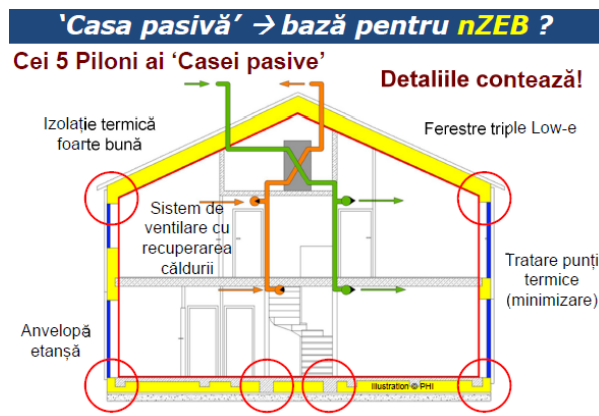 ‘Casa pasivă’ → bază pentru nZEB ?
Cei 5 Piloni ai ‘Casei pasive’
Detaliile contează!
Izolație termică
foarte bună
Ferestre triple Low-e
Sistem de
ventilare cu
recuperarea
căldurii
Tratare punți
termice
(minimizare)
Anvelopă
etanșă
Illustration © PHI